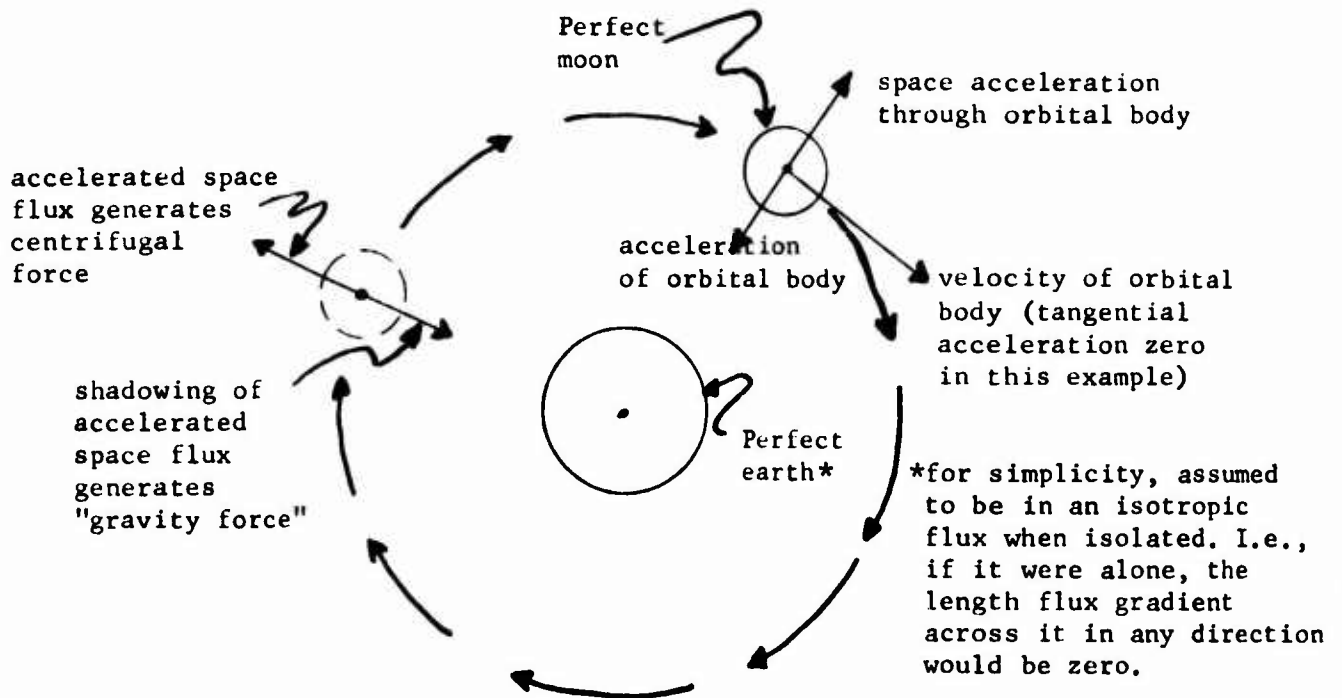 Perfect
moon
space acceleration
through orbital body
accelerated space
flux generates
centrifugal
force
acceleration
of orbital body
velocity of orbital
body (tangential
acceleration zero
in this example)
shadowing of
accelerated
space flux
generates
"gravity force"
Perfect
earth*
*for simplicity, assumed
to be in an isotropic
flux when isolated. I.e.,
if it were alone, the
length flux gradient
across it in any direction
would be zero.